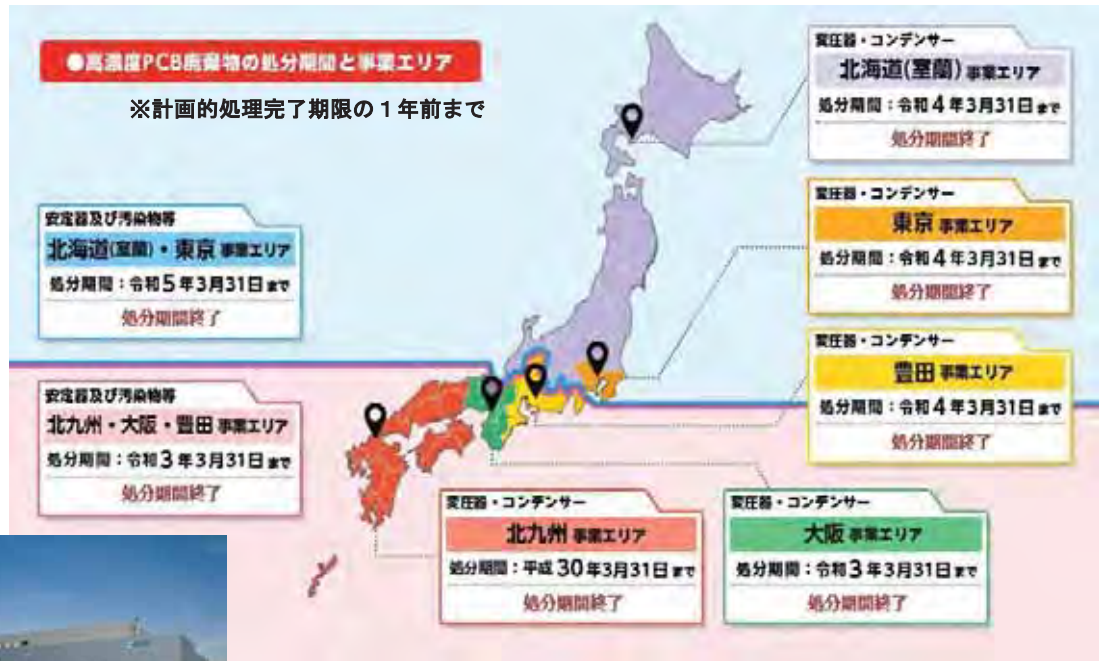 ●高濃度PCB廃棄物の処分期間と事業エリア
※計画的処理完了期限の1年前まで
変圧器・コンデンサー
北海道(室蘭)事業エリア
処分期間:令和4年3月31日まで
処分期間終了
変圧器・コンデンサー
東京事業エリア
処分期間:令和4年3月31日まで
処分期間終了
変圧器・コンデンサー
豊田事業エリア
処分期間:令和4年3月31日まで
処分期間終了
安定器及び汚染物等
北海道(室蘭)・東京事業エリア
処分期間:令和5年3月31日まで
処分期間終了
安定器及び汚染物等
北九州・大阪・豊田事業エリア
処分期間:令和3年3月31日まで
処分期間終了
変圧器・コンデンサー
北九州事業エリア
処分期間:平成30年3月31日まで
処分期間終了
変圧器・コンデンサー
大阪事業エリア
処分期間:令和3年3月31日まで
処分期間終了